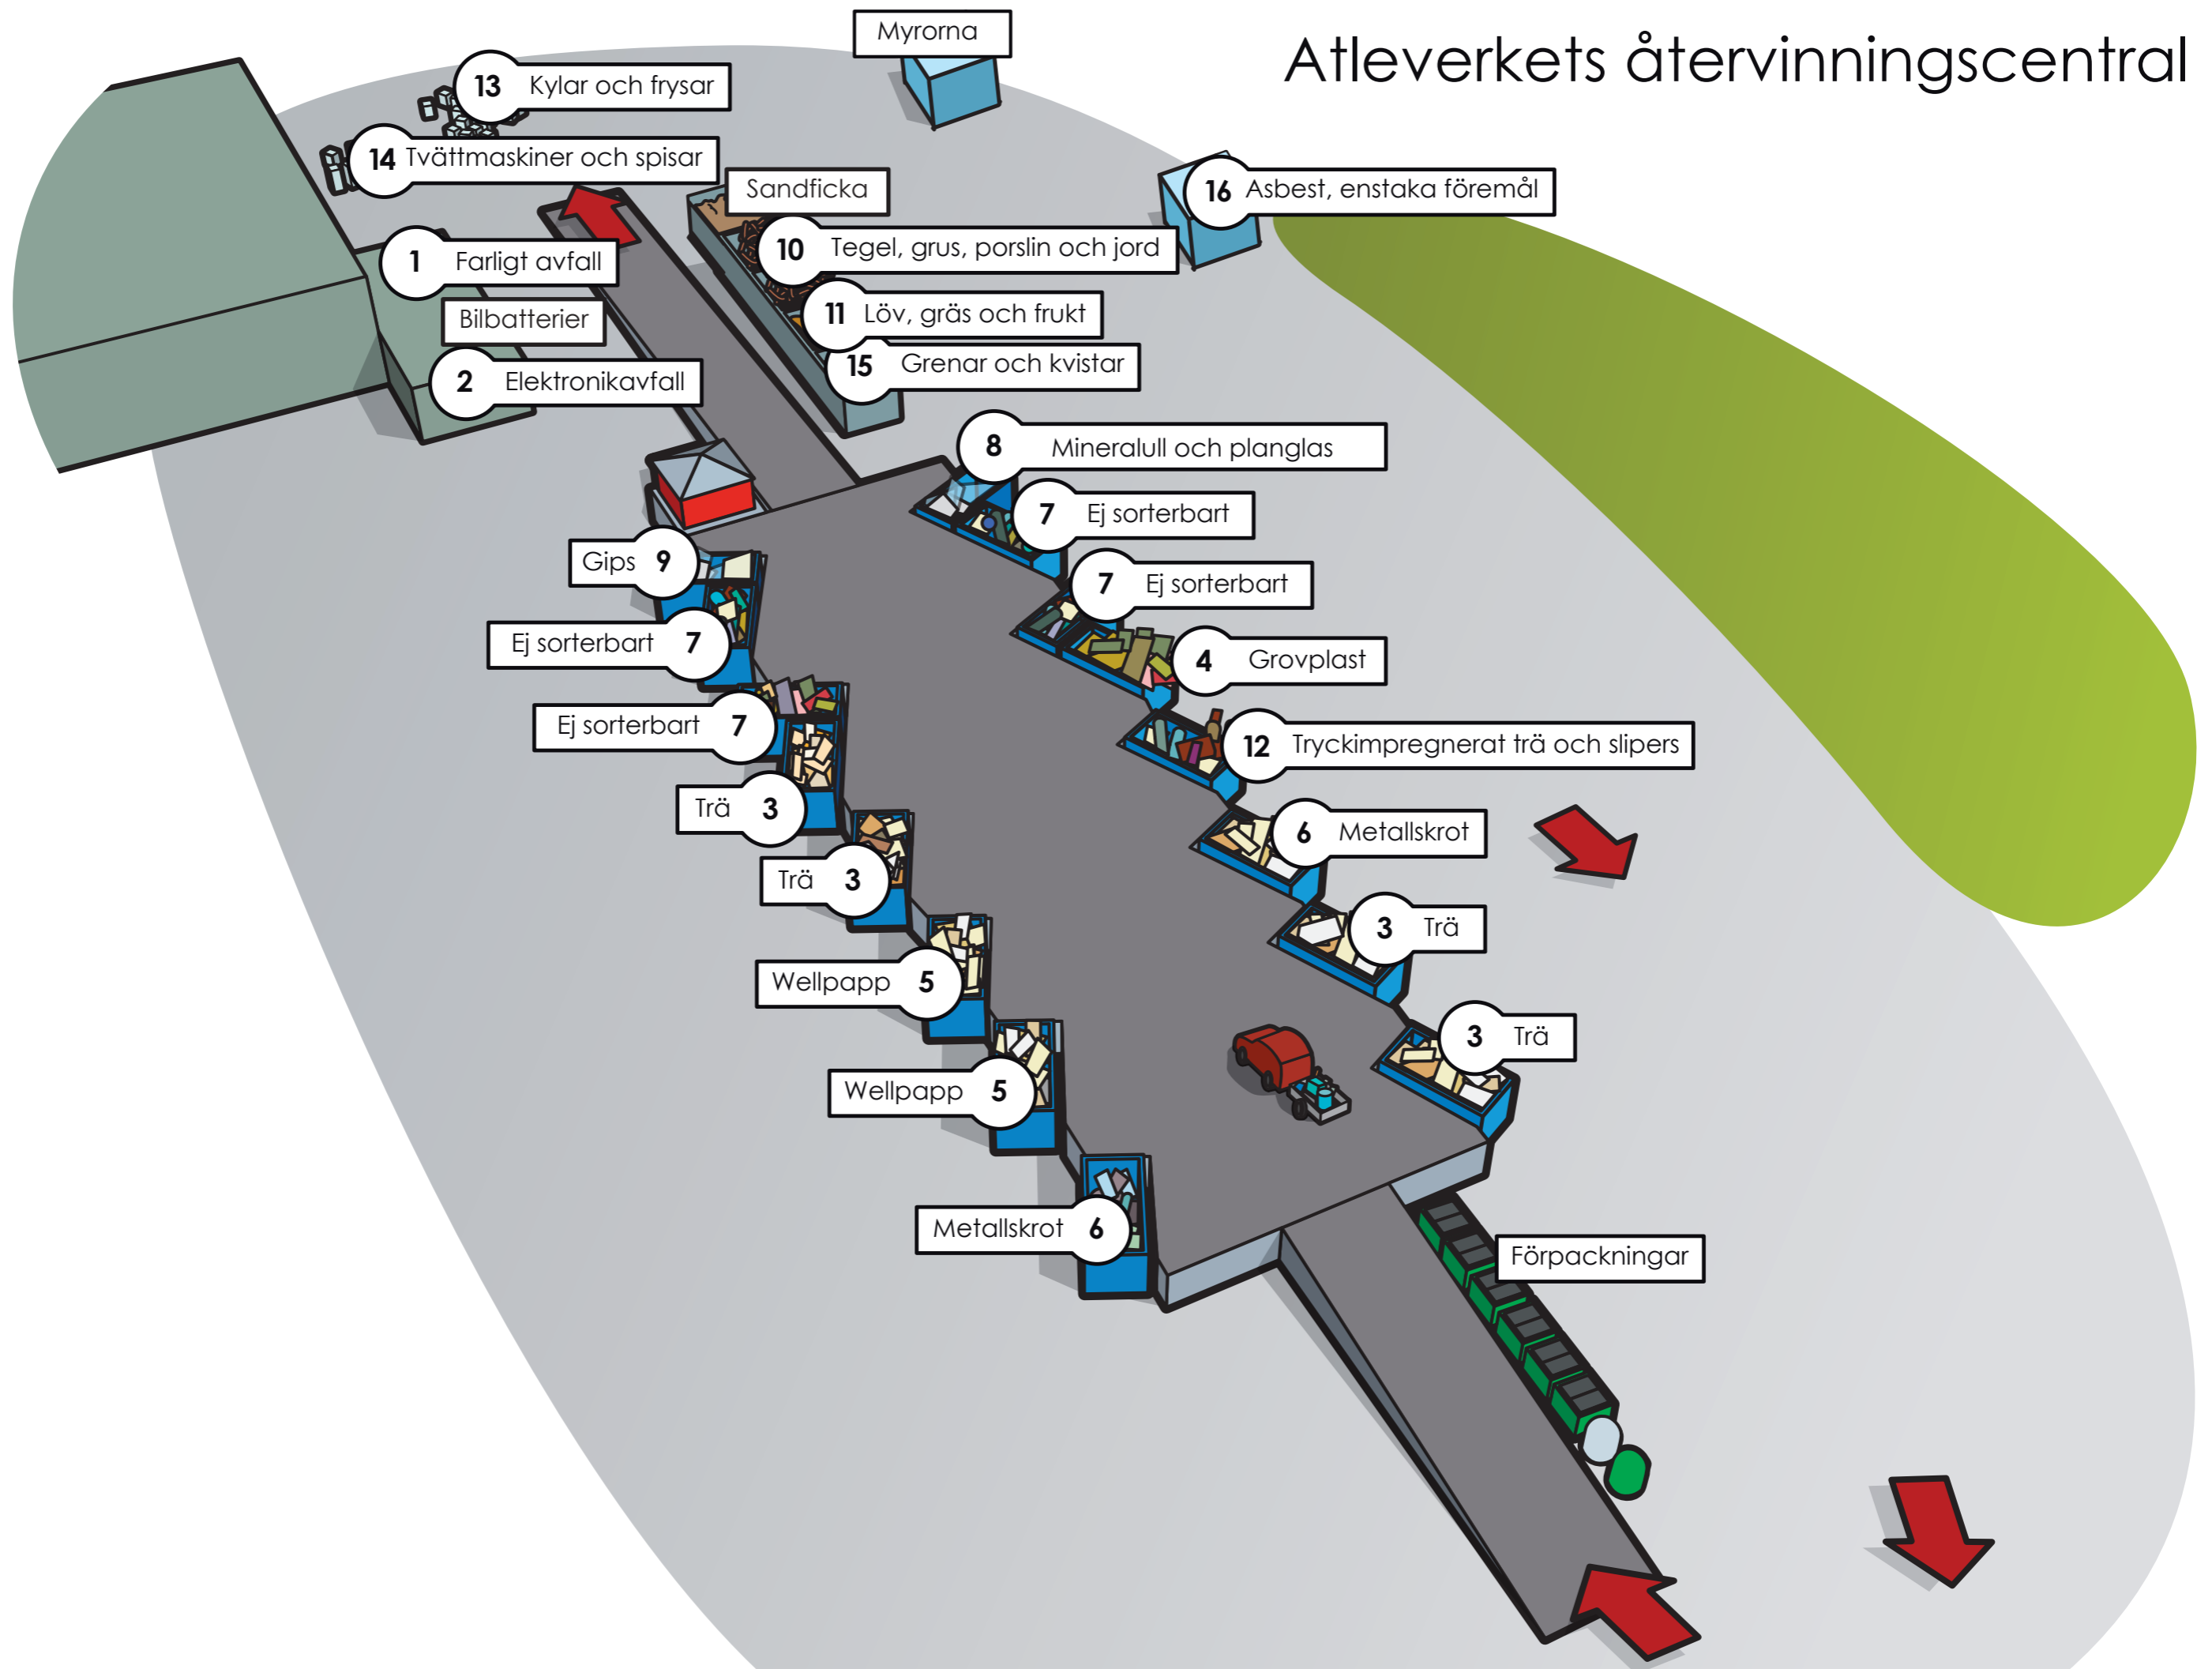 Atleverkets återvinningscentral
Myrorna
13 Kylar och frysar
14 Tvättmaskiner och spisar
Sandficka
16 Asbest, enstaka föremål
10 Tegel, grus, porslin och jord
1 Farligt avfall
Bilbatterier
11 Löv, gräs och frukt
15 Grenar och kvistar
2 Elektronikavfall
8 Mineralull och planglas
7 Ej sorterbart
Gips 9
7 Ej sorterbart
Ej sorterbart 7
4 Grovplast
Ej sorterbart 7
12 Tryckimpregnerat trä och slipers
Trä 3
6 Metallskrot
Trä 3
3 Trä
Wellpapp 5
3 Trä
Wellpapp 5
Metallskrot 6
Förpackningar